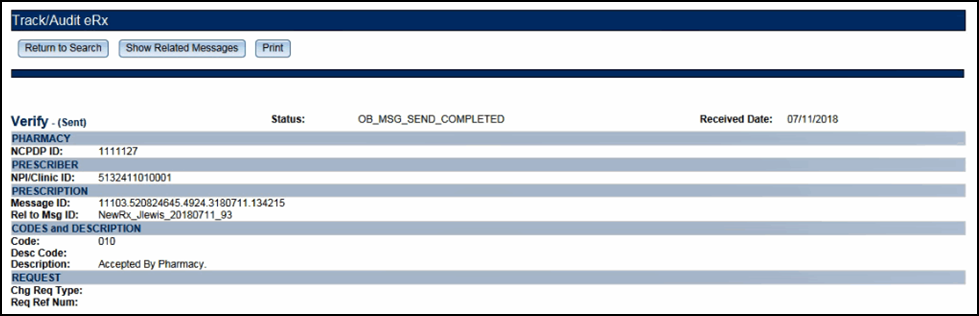 Track/Audit eRx
Return to Search Show Related Messages Print
Verify - (Sent) Status: OB_MSG_SEND_COMPLETED Received Date: 07/11/2018
PHARMACY
NCPDP ID: 1111127
PRESCRIBER
NPI/Clinic ID: 5132411010001
PRESCRIPTION
Message ID: 11103.520824645.4924.3180711.134215
Rel to Msg ID: NewRx_Jlewis_20180711_93
CODES and DESCRIPTION
Code: 010
Desc Code:
Description: Accepted By Pharmacy.
REQUEST
Chg Req Type:
Req Ref Num: